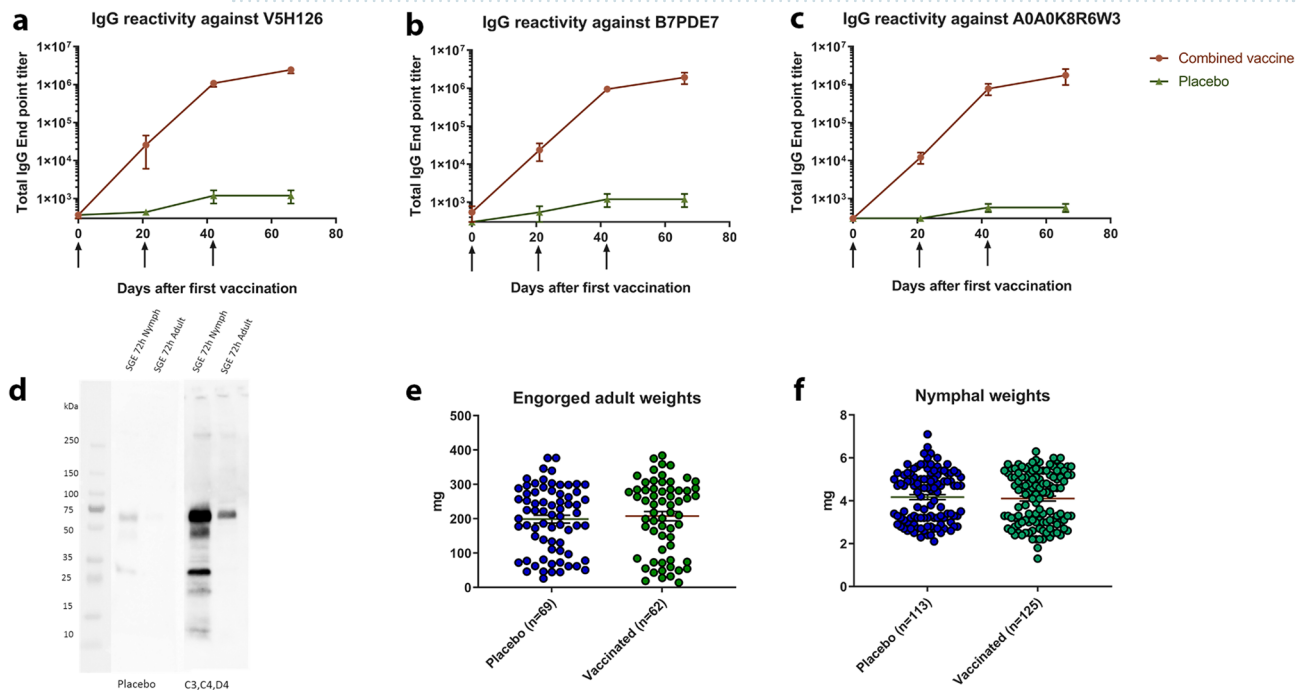 a
IgG reactivity against V5H126
Total IgG End point titer
1×10⁷
1×10⁶
1×10⁵
1×10⁴
1×10³
0
20
40
60
80
Days after first vaccination
b
IgG reactivity against B7PDE7
Total IgG End point titer
1×10⁷
1×10⁶
1×10⁵
1×10⁴
1×10³
0
20
40
60
80
Days after first vaccination
c
IgG reactivity against A0A0K8R6W3
Total IgG End point titer
1×10⁷
1×10⁶
1×10⁵
1×10⁴
1×10³
0
20
40
60
80
Days after first vaccination
Combined vaccine
Placebo
d
SGE 72h Nymph
SGE 72h Adult
SGE 72h Nymph
SGE 72h Adult
kDa
250
150
100
75
50
35
25
15
10
Placebo
C3,C4,D4
e
Engorged adult weights
mg
500
400
300
200
100
0
Placebo (n=69)
Vaccinated (n=62)
f
Nymphal weights
mg
8
6
4
2
0
Placebo (n=113)
Vaccinated (n=125)